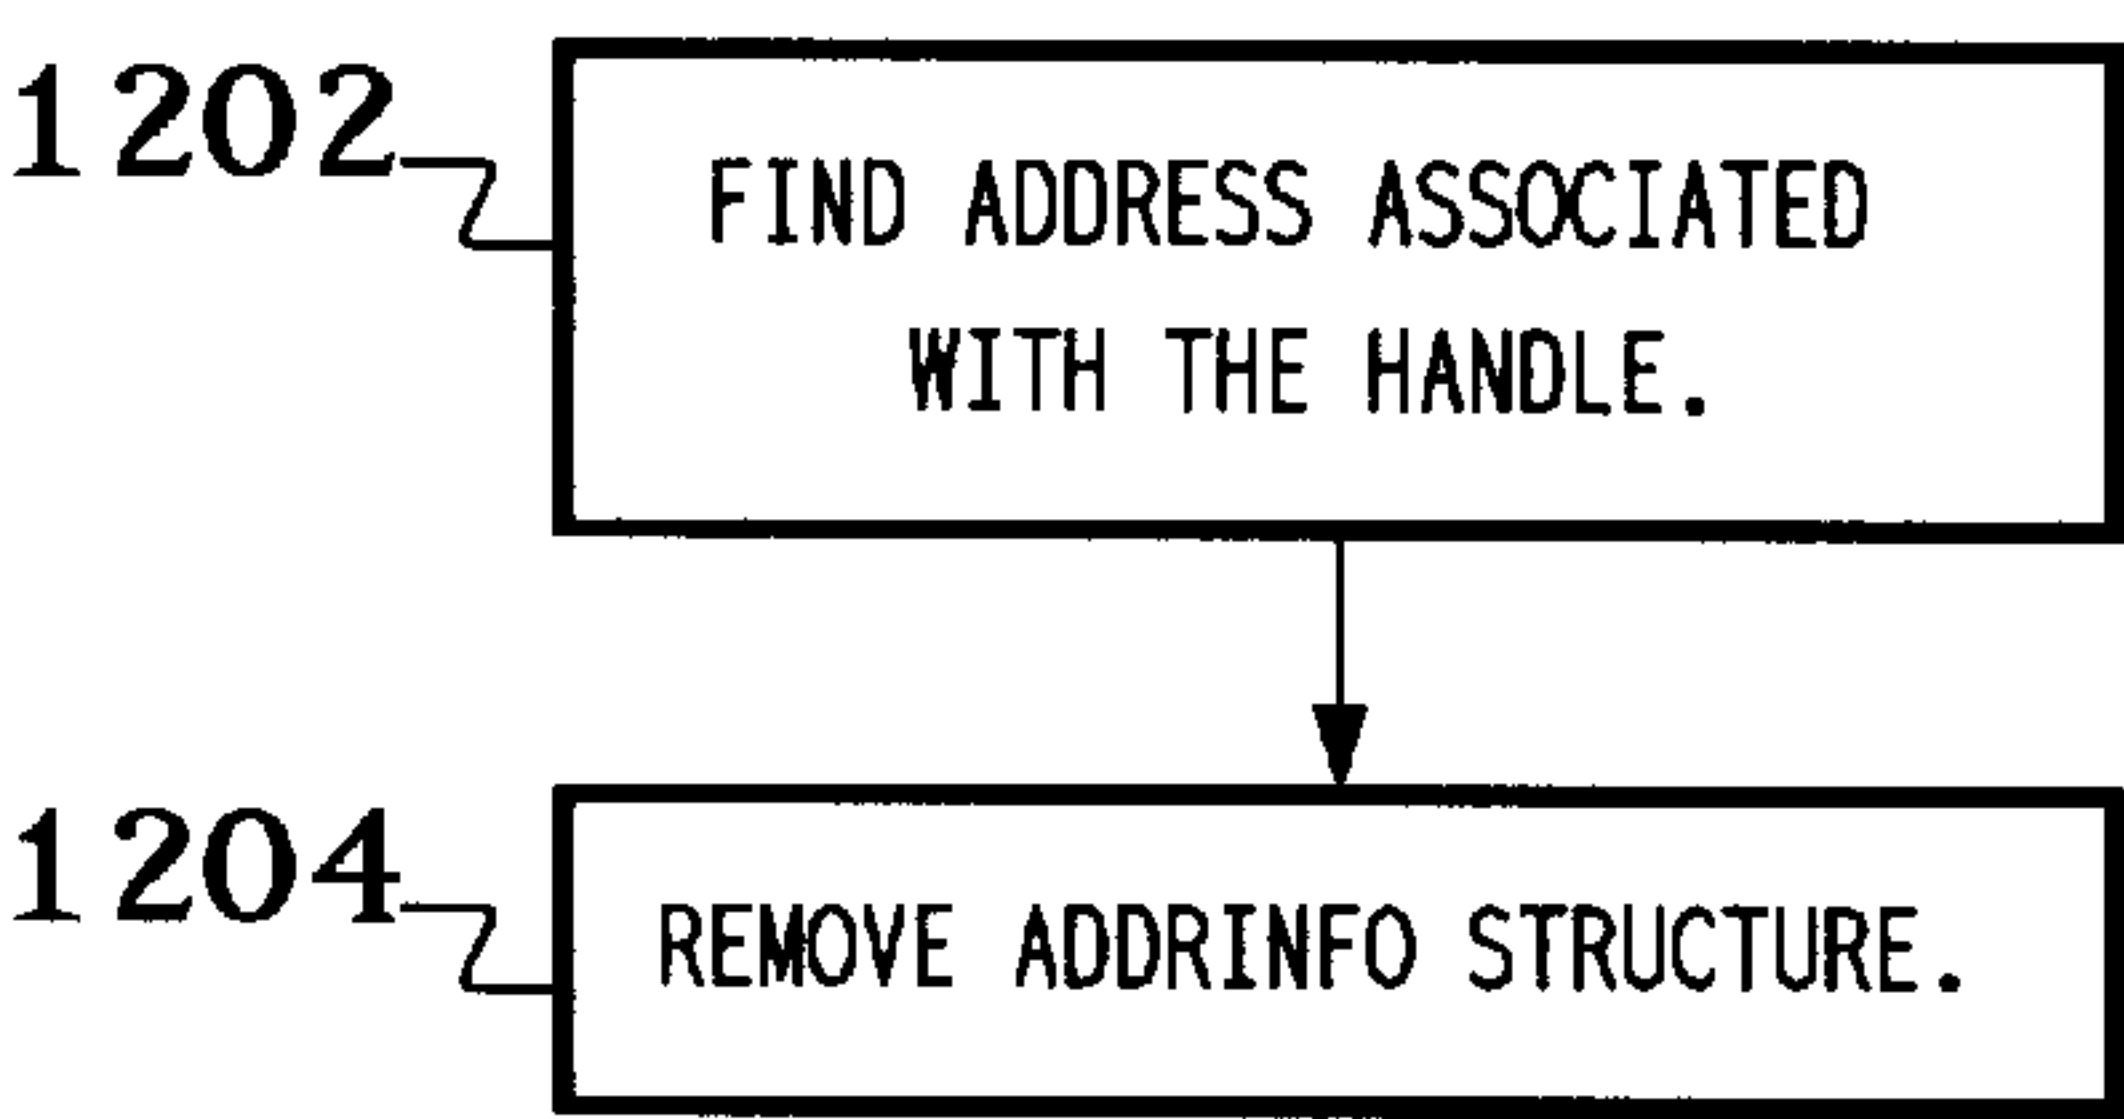 1202
FIND ADDRESS ASSOCIATED
WITH THE HANDLE.
1204
REMOVE ADDRINFO STRUCTURE.